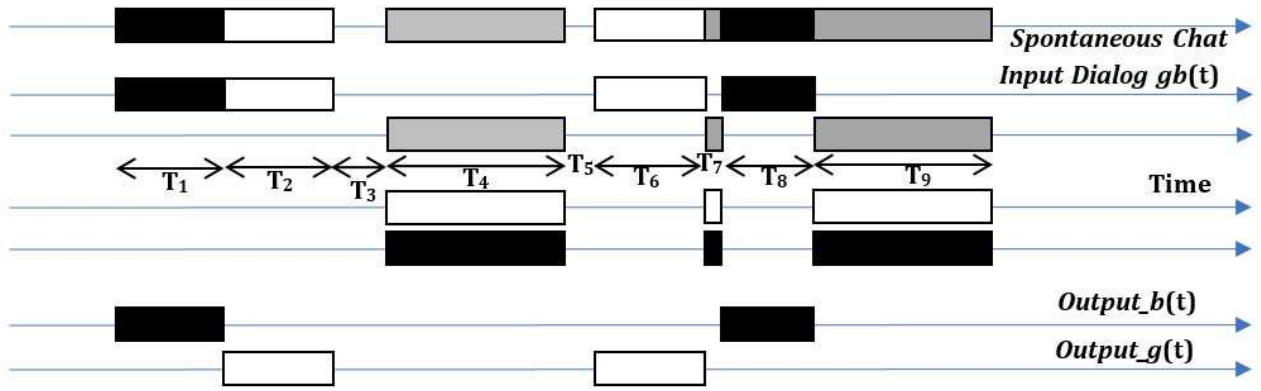 Spontaneous Chat
Input Dialog gb(t)
T₁ T₂ T₃ T₄ T₅ T₆ T₇ T₈ T₉
Time
Output_b(t)
Output_g(t)